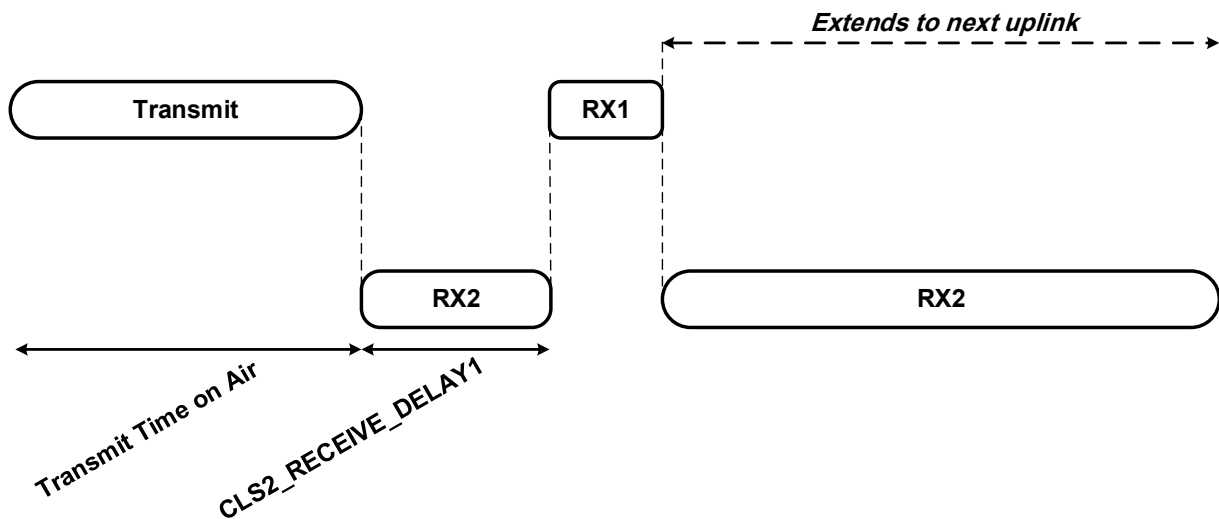 Extends to next uplink
Transmit
RX1
RX2
RX2
Transmit Time on Air
CLS2_RECEIVE_DELAY1